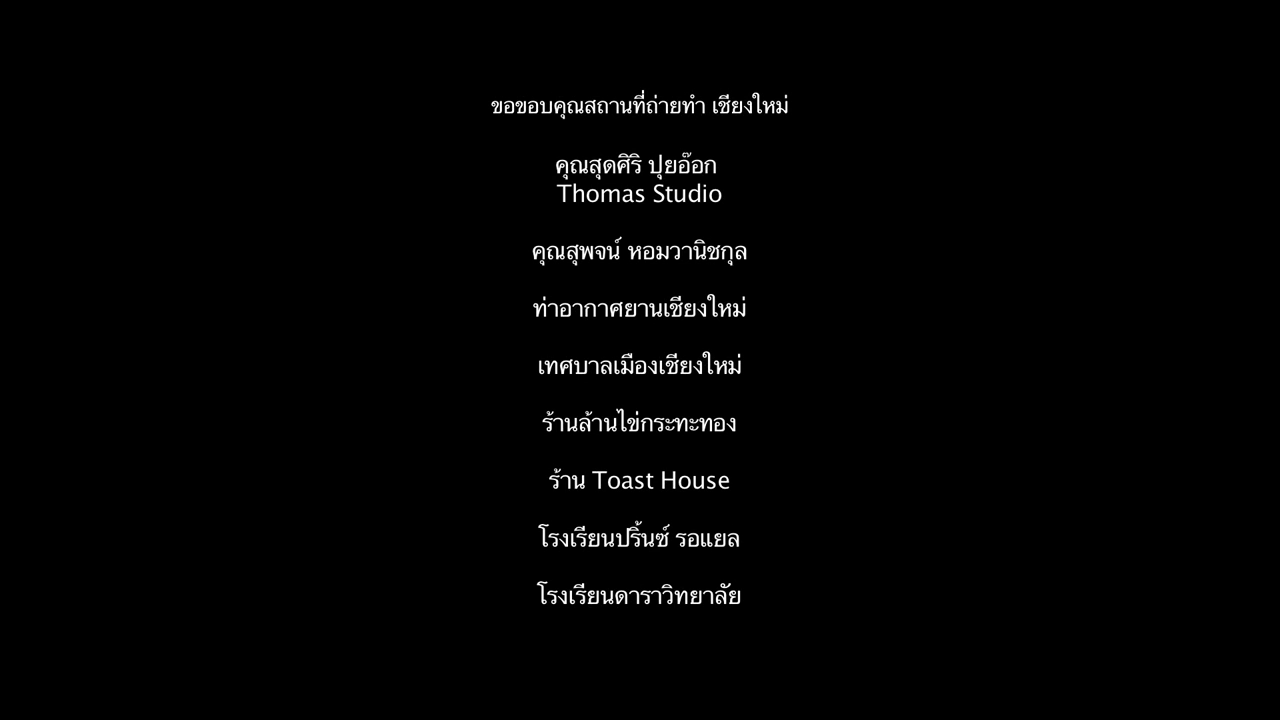 ขอขอบคุณสถานที่ถ่ายทำ เชียงใหม่
คุณสุดศิริ ปุยอ๊อก
Thomas Studio
คุณสุพจน์ หอมวานิชกุล
ท่าอากาศยานเชียงใหม่
เทศบาลเมืองเชียงใหม่
ร้านล้านไข่กระทะทอง
ร้าน Toast House
โรงเรียนปริ้นซ์ รอแยล
โรงเรียนดาราวิทยาลัย